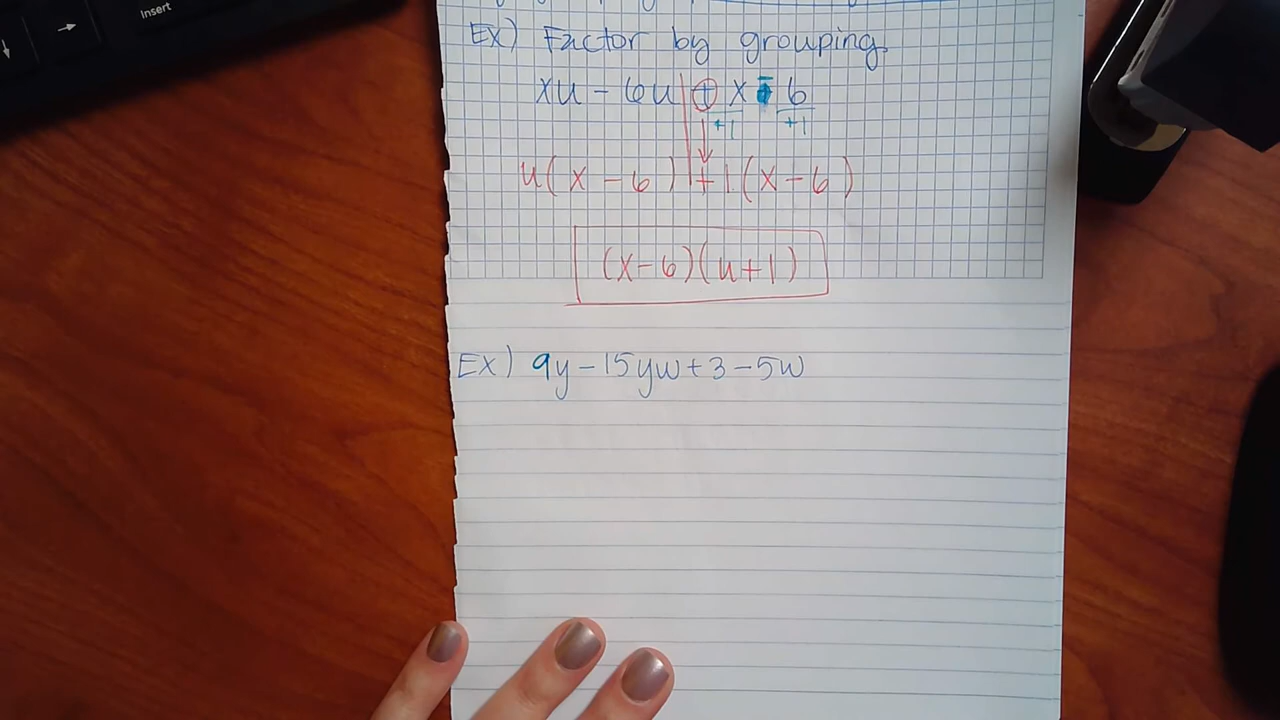 Insert
→
↓
EX) Factor by grouping.
xu - 6u + x - 6
+1 +1
u(x - 6) + 1(x - 6)
(x - 6)(u + 1)
EX) 9y - 15yw + 3 - 5w